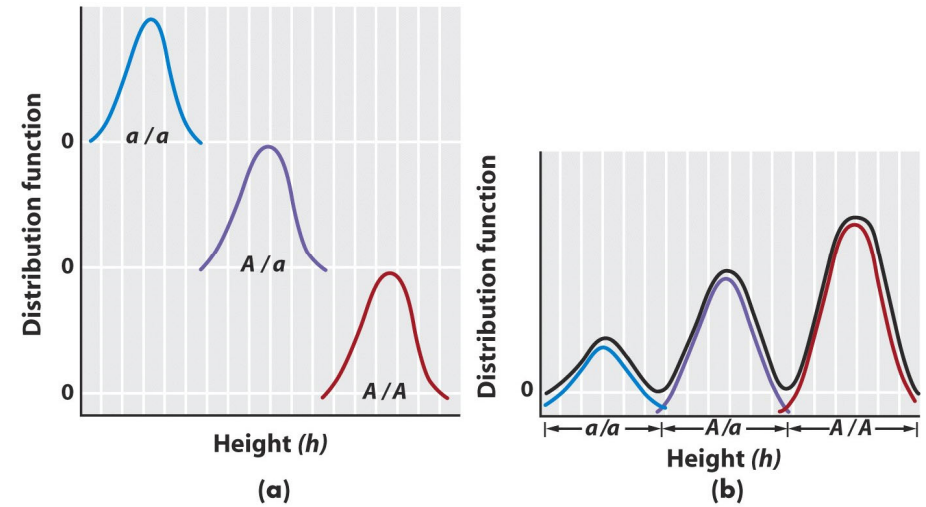 Distribution function
0
a/a
0
A/a
0
A/A
Height (h)
(a)
Distribution function
0
a/a
A/a
A/A
Height (h)
(b)